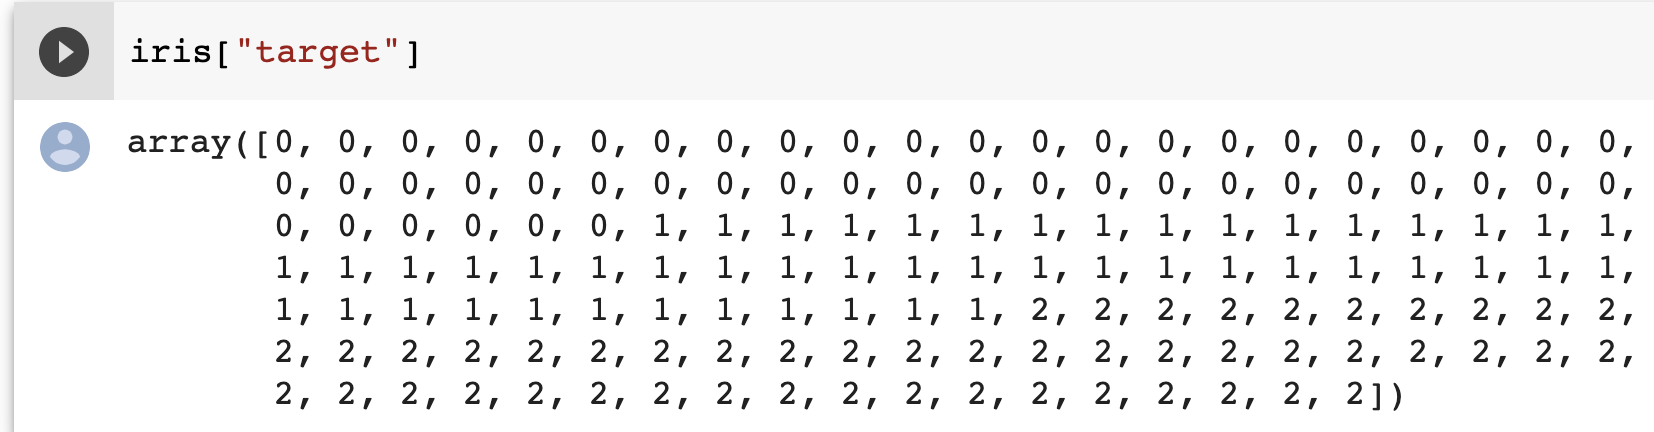 iris["target"]
array([0, 0, 0, 0, 0, 0, 0, 0, 0, 0, 0, 0, 0, 0, 0, 0, 0, 0, 0, 0, 0, 0,
0, 0, 0, 0, 0, 0, 0, 0, 0, 0, 0, 0, 0, 0, 0, 0, 0, 0, 0, 0, 0, 0,
0, 0, 0, 0, 0, 0, 1, 1, 1, 1, 1, 1, 1, 1, 1, 1, 1, 1, 1, 1, 1, 1,
1, 1, 1, 1, 1, 1, 1, 1, 1, 1, 1, 1, 1, 1, 1, 1, 1, 1, 1, 1, 1, 1,
1, 1, 1, 1, 1, 1, 1, 1, 1, 1, 1, 1, 2, 2, 2, 2, 2, 2, 2, 2, 2, 2,
2, 2, 2, 2, 2, 2, 2, 2, 2, 2, 2, 2, 2, 2, 2, 2, 2, 2, 2, 2, 2, 2,
2, 2, 2, 2, 2, 2, 2, 2, 2, 2, 2, 2, 2, 2, 2, 2, 2, 2])